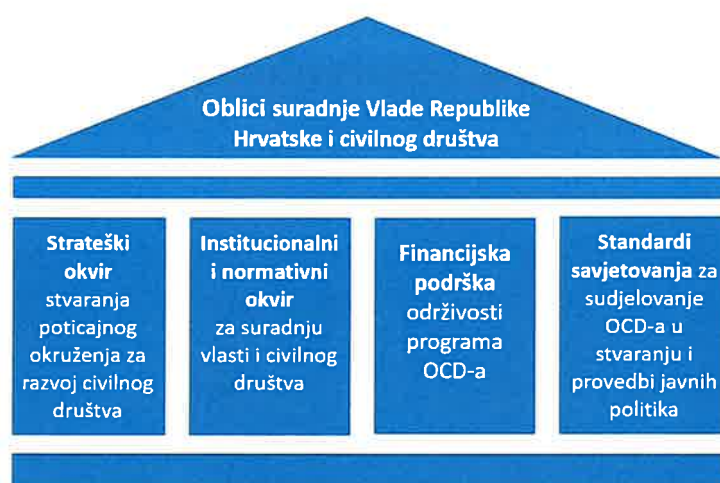 Oblici suradnje Vlade Republike
Hrvatske i civilnog društva
Strateški
okvir
stvaranja
poticajnog
okruženja za
razvoj civilnog
društva
Institucionalni
i normativni
okvir
za suradnju
vlasti i civilnog
društva
Financijska
podrška
održivosti
programa
OCD-a
Standardi
savjetovanja za
sudjelovanje
OCD-a u
stvaranju i
provedbi javnih
politika